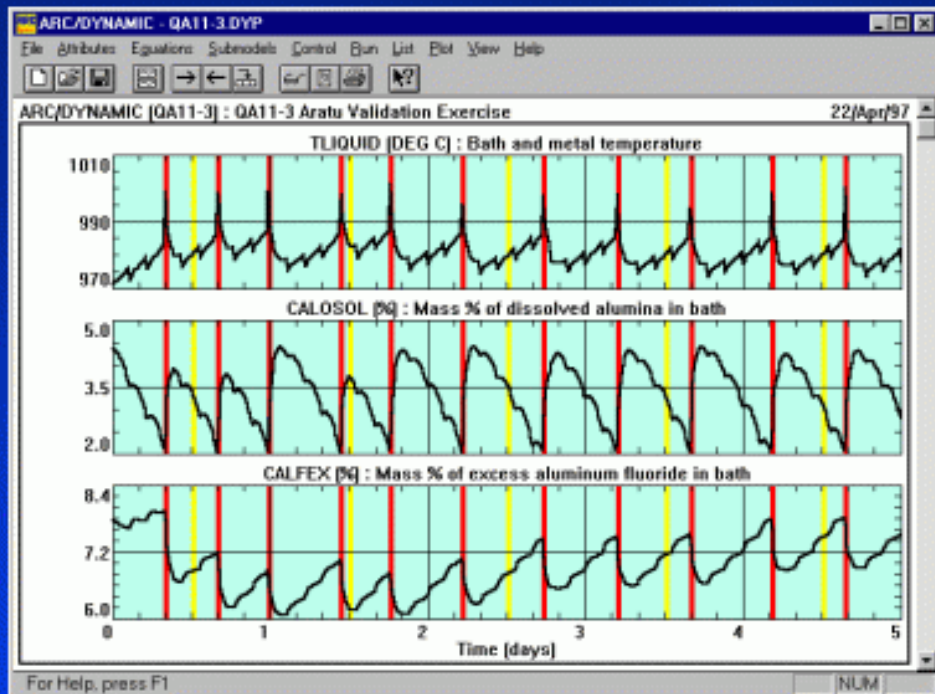 ARC/DYNAMIC - QA11-3.DYP
File Attributes Equations Submodels Control Run List Plot View Help
ARC/DYNAMIC [QA11-3] : QA11-3 Aratu Validation Exercise 22/Apr/97
TLIQUID [DEG C] : Bath and metal temperature
1010
990
970
CALOSOL [%] : Mass % of dissolved alumina in bath
5.0
3.5
2.0
CALFEX [%] : Mass % of excess aluminum fluoride in bath
8.4
7.2
6.0
0 1 2 3 4 5
Time [days]
For Help, press F1 NUM